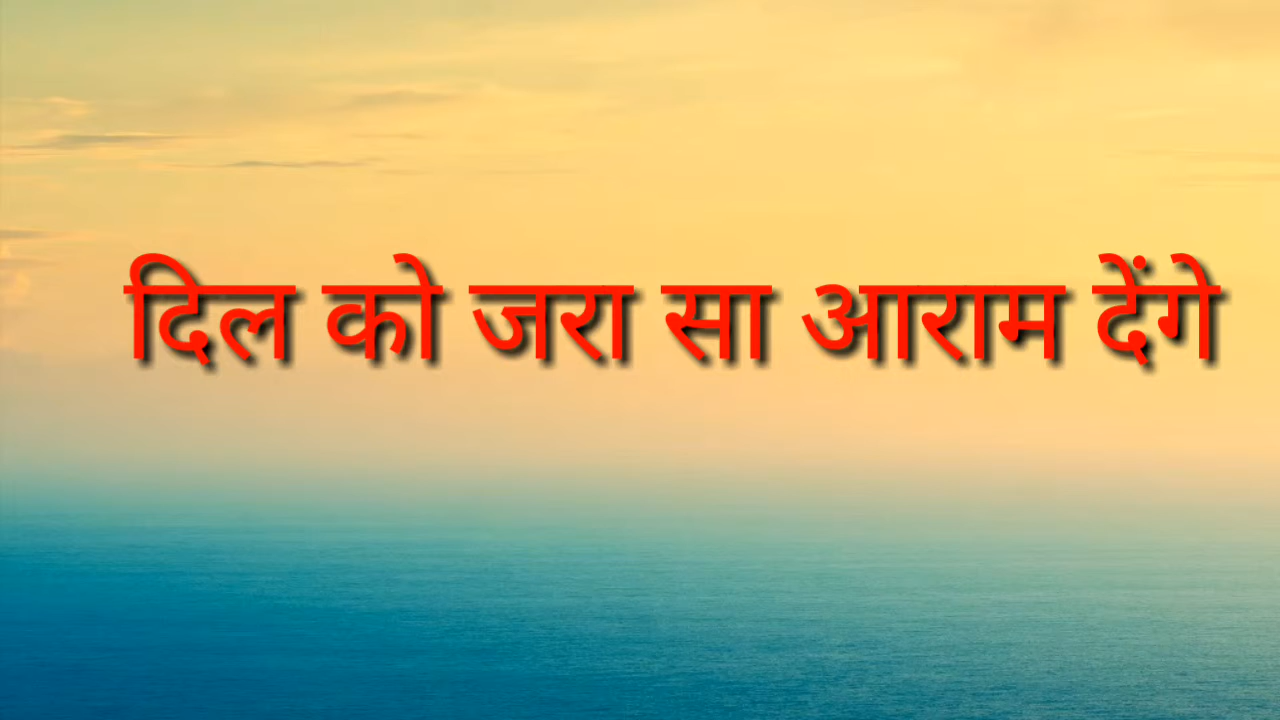 दिल को जरा सा आराम देंगे